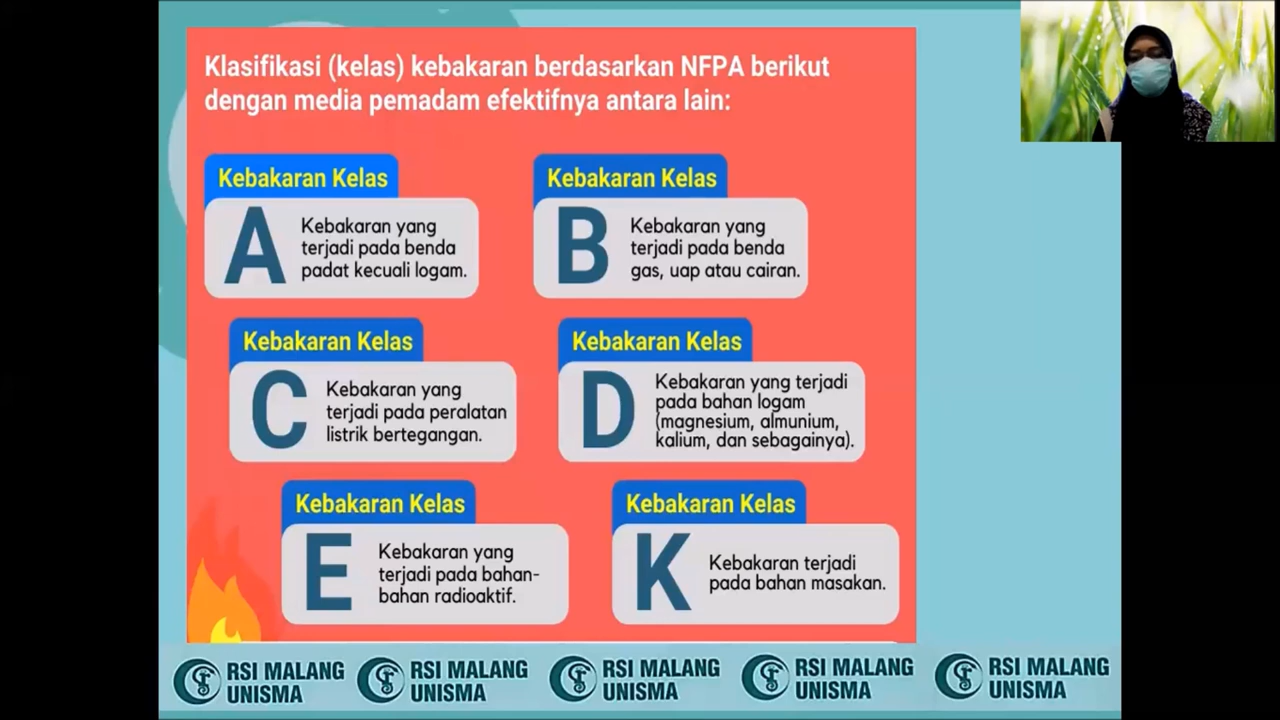 Klasifikasi (kelas) kebakaran berdasarkan NFPA berikut
dengan media pemadam efektifnya antara lain:
Kebakaran Kelas
A
Kebakaran yang
terjadi pada benda
padat kecuali logam.
Kebakaran Kelas
B
Kebakaran yang
terjadi pada benda
gas, uap atau cairan.
Kebakaran Kelas
C
Kebakaran yang
terjadi pada peralatan
listrik bertegangan.
Kebakaran Kelas
D
Kebakaran yang terjadi
pada bahan logam
(magnesium, almunium,
kalium, dan sebagainya).
Kebakaran Kelas
E
Kebakaran yang
terjadi pada bahan-
bahan radioaktif.
Kebakaran Kelas
K
Kebakaran terjadi
pada bahan masakan.
RSI MALANG
UNISMA
RSI MALANG
UNISMA
RSI MALANG
UNISMA
RSI MALANG
UNISMA
RSI MALANG
UNISMA